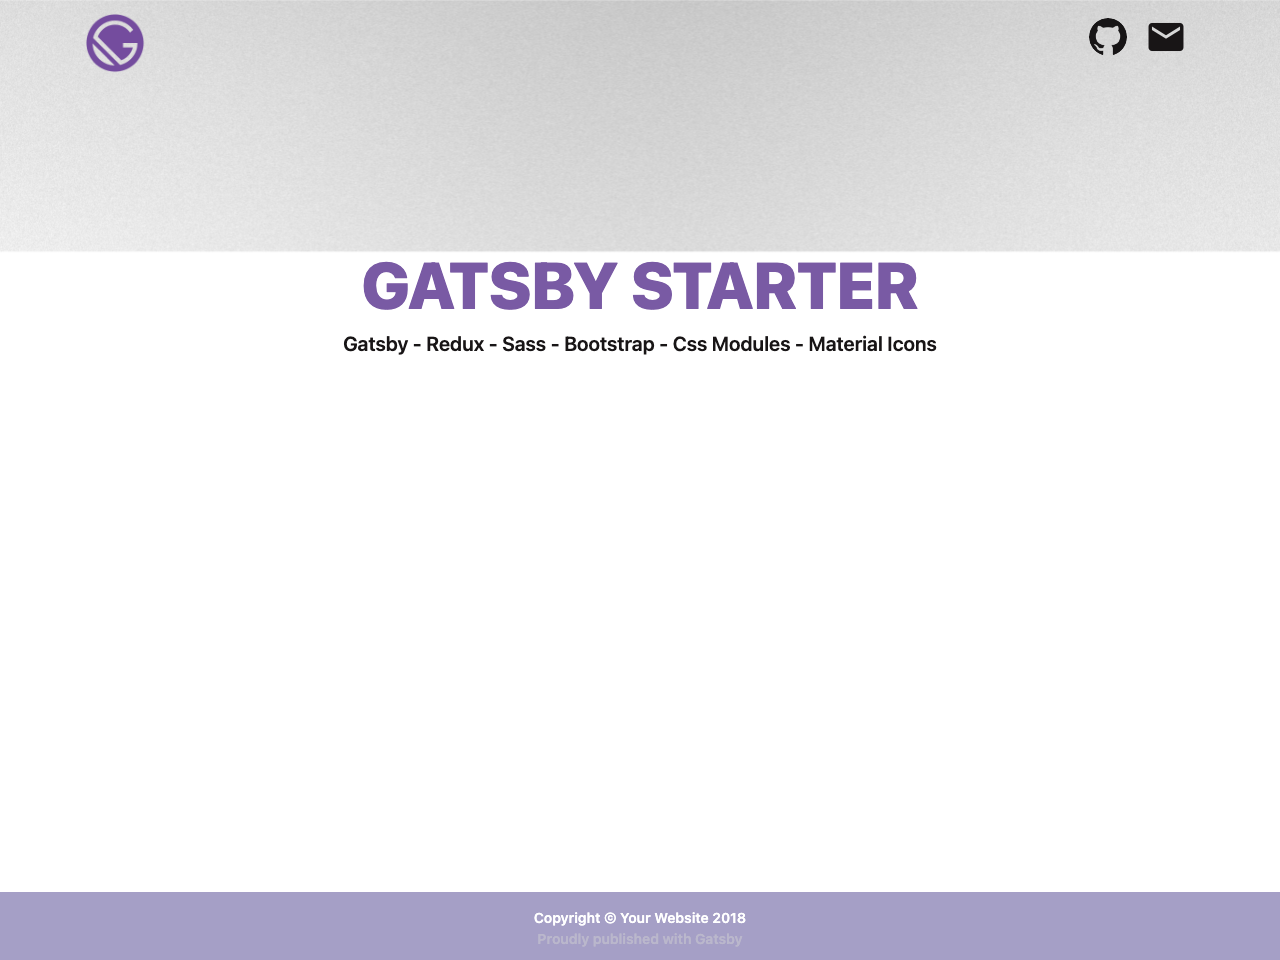 GATSBY STARTER
Gatsby - Redux - Sass - Bootstrap - Css Modules - Material Icons
Copyright © Your Website 2018
Proudly published with Gatsby